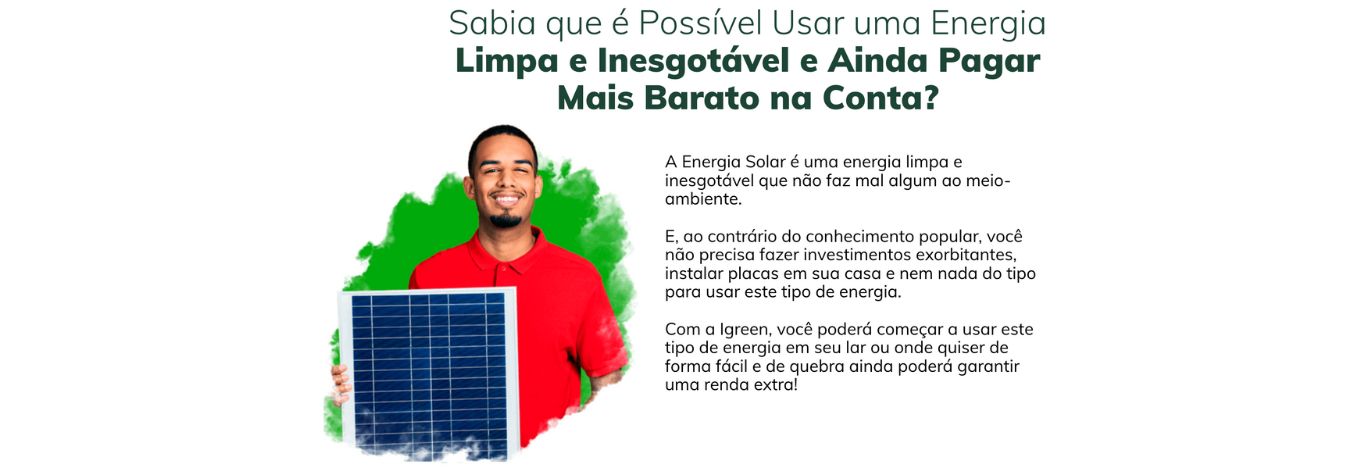 Sabia que é Possível Usar uma Energia
Limpa e Inesgotável e Ainda Pagar
Mais Barato na Conta?
A Energia Solar é uma energia limpa e
inesgotável que não faz mal algum ao meio-
ambiente.
E, ao contrário do conhecimento popular, você
não precisa fazer investimentos exorbitantes,
instalar placas em sua casa e nem nada do tipo
para usar este tipo de energia.
Com a Igreen, você poderá começar a usar este
tipo de energia em seu lar ou onde quiser de
forma fácil e de quebra ainda poderá garantir
uma renda extra!